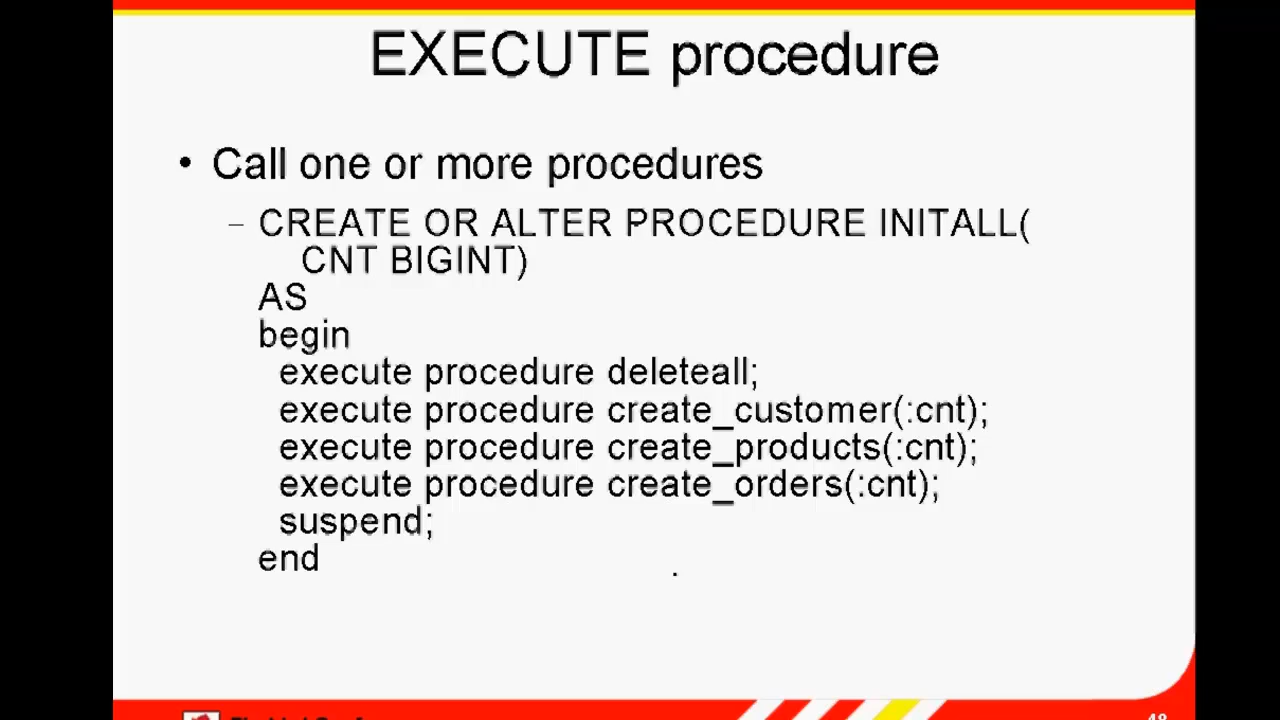 EXECUTE procedure
• Call one or more procedures
– CREATE OR ALTER PROCEDURE INITALL(
CNT BIGINT)
AS
begin
execute procedure deleteall;
execute procedure create_customer(:cnt);
execute procedure create_products(:cnt);
execute procedure create_orders(:cnt);
suspend;
end
.
48